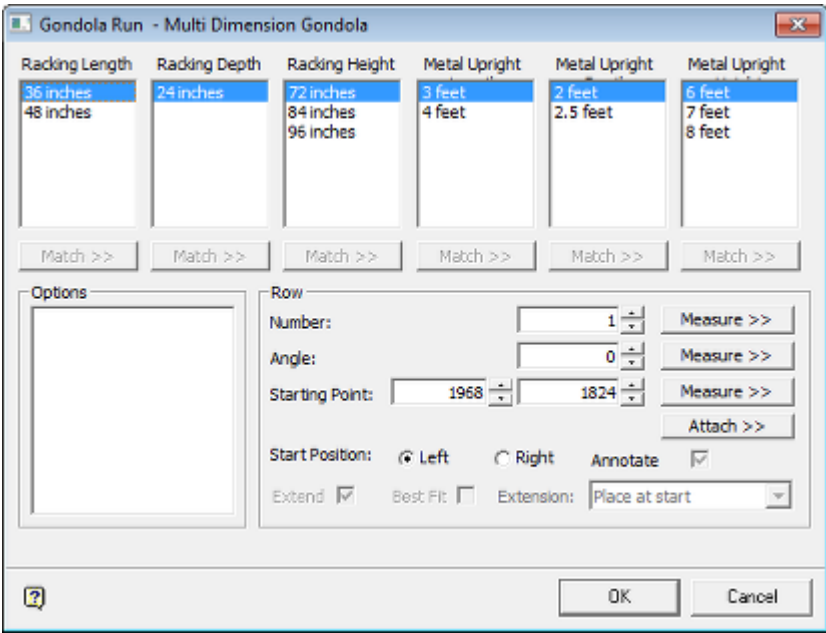 Gondola Run - Multi Dimension Gondola
Racking Length Racking Depth Racking Height Metal Upright Metal Upright Metal Upright
36 inches 24 inches 72 inches 3 feet 2 feet 6 feet
48 inches 84 inches 4 feet 2.5 feet 7 feet
96 inches 8 feet
Match >> Match >> Match >> Match >> Match >> Match >>
Options Row
Number: 1 Measure >>
Angle: 0 Measure >>
Starting Point: 1968 1824 Measure >>
Attach >>
Start Position: Left Right Annotate
Extend Best Fit Extension: Place at start
OK Cancel